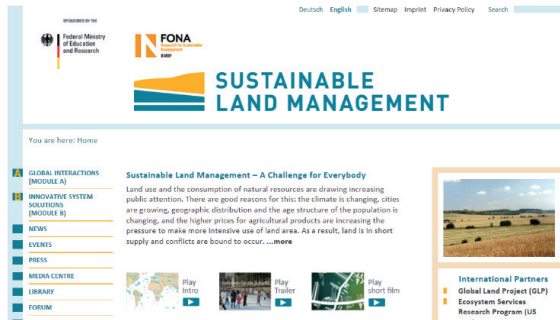 Deutsch English Sitemap Imprint Privacy Policy Search
SPONSORED BY THE
Federal Ministry
of Education
and Research
FONA
BMBF
SUSTAINABLE
LAND MANAGEMENT
You are here: Home
A GLOBAL INTERACTIONS
(MODULE A)
B INNOVATIVE SYSTEM
SOLUTIONS
(MODULE B)
NEWS
EVENTS
PRESS
MEDIA CENTRE
LIBRARY
FORUM
Sustainable Land Management – A Challenge for Everybody
Land use and the consumption of natural resources are drawing increasing
public attention. There are good reasons for this: the climate is changing, cities
are growing, geographic distribution and the age structure of the population is
changing, and the higher prices for agricultural products are increasing the
pressure to make more intensive use of land area. As a result, land is in short
supply and conflicts are bound to occur. ...more
Play
Intro
Play
Trailer
Play
short film
International Partners
Global Land Project (GLP)
Ecosystem Services
Research Program (US